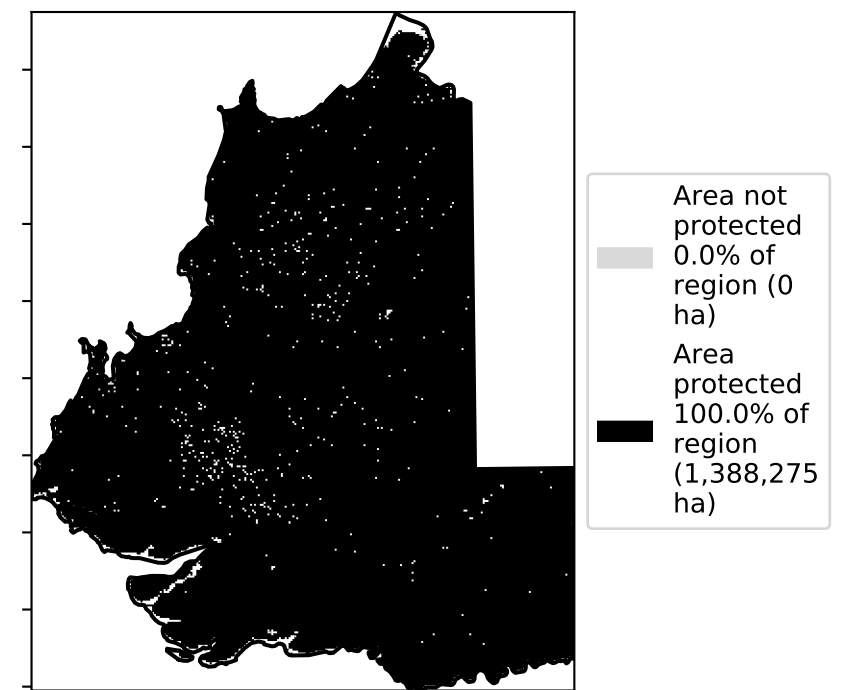 Area not
protected
0.0% of
region (0
ha)
Area
protected
100.0% of
region
(1,388,275
ha)